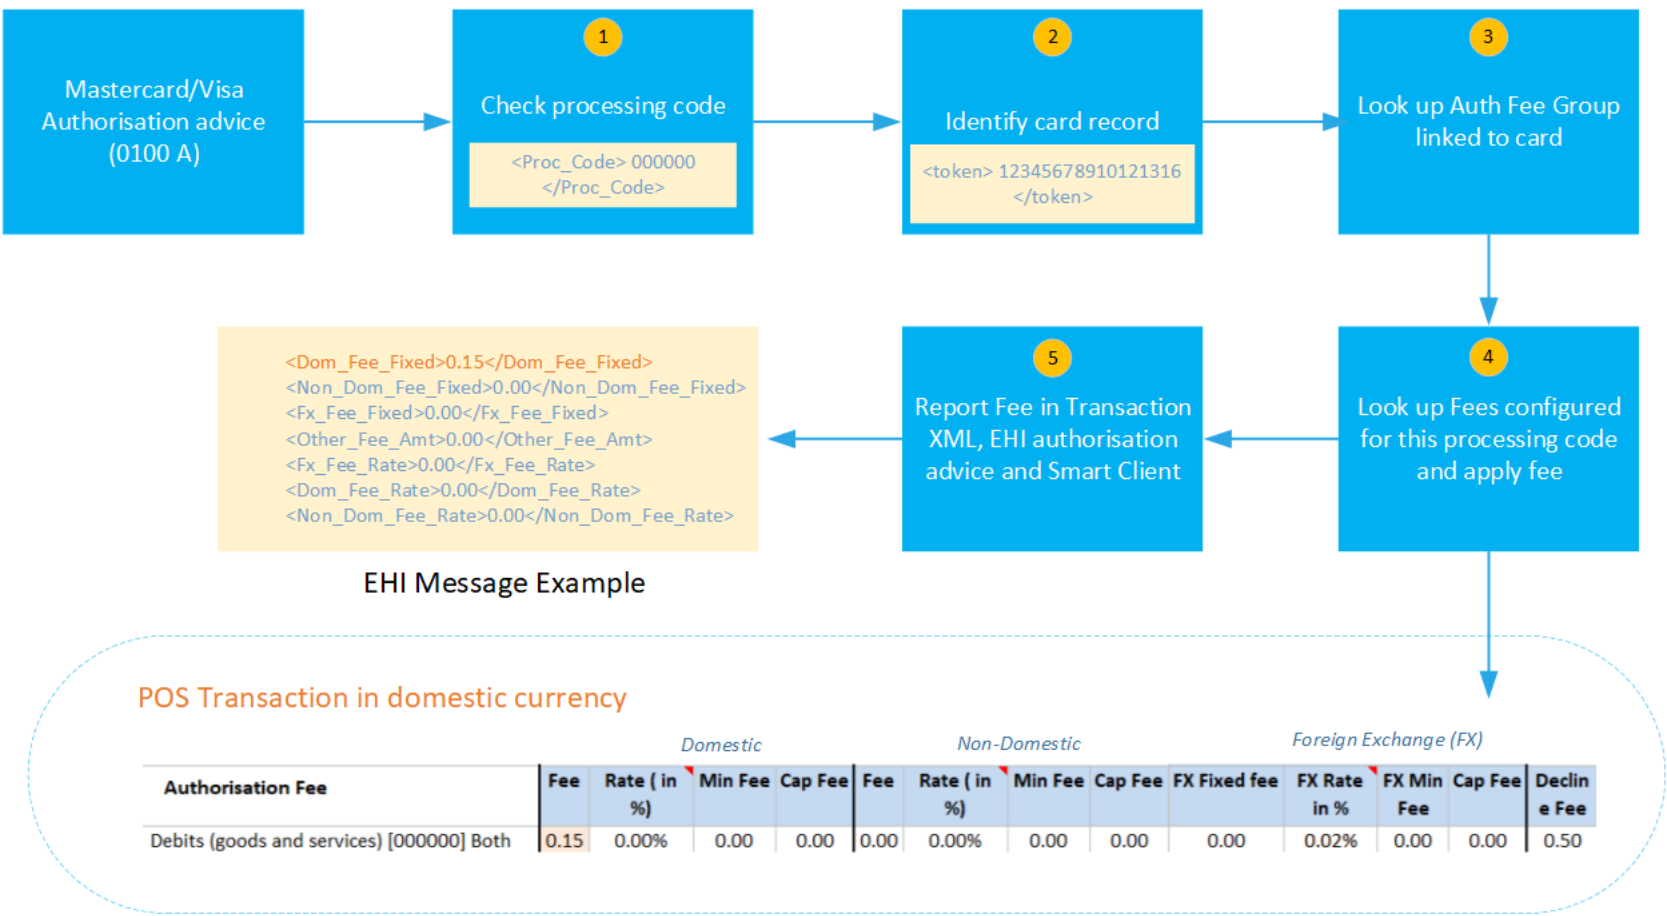 Mastercard/Visa
Authorisation advice
(0100 A)
1
Check processing code
<Proc_Code> 000000
</Proc_Code>
2
Identify card record
<token> 12345678910121316
</token>
3
Look up Auth Fee Group
linked to card
4
Look up Fees configured
for this processing code
and apply fee
5
Report Fee in Transaction
XML, EHI authorisation
advice and Smart Client
<Dom_Fee_Fixed>0.15</Dom_Fee_Fixed>
<Non_Dom_Fee_Fixed>0.00</Non_Dom_Fee_Fixed>
<Fx_Fee_Fixed>0.00</Fx_Fee_Fixed>
<Other_Fee_Amt>0.00</Other_Fee_Amt>
<Fx_Fee_Rate>0.00</Fx_Fee_Rate>
<Dom_Fee_Rate>0.00</Dom_Fee_Rate>
<Non_Dom_Fee_Rate>0.00</Non_Dom_Fee_Rate>
EHI Message Example
POS Transaction in domestic currency
Domestic Non-Domestic Foreign Exchange (FX)
Authorisation Fee Fee Rate ( in %) Min Fee Cap Fee Fee Rate ( in %) Min Fee Cap Fee FX Fixed fee FX Rate in % FX Min Fee Cap Fee Declin e Fee
Debits (goods and services) [000000] Both 0.15 0.00% 0.00 0.00 0.00 0.00% 0.00 0.00 0.00 0.02% 0.00 0.00 0.50